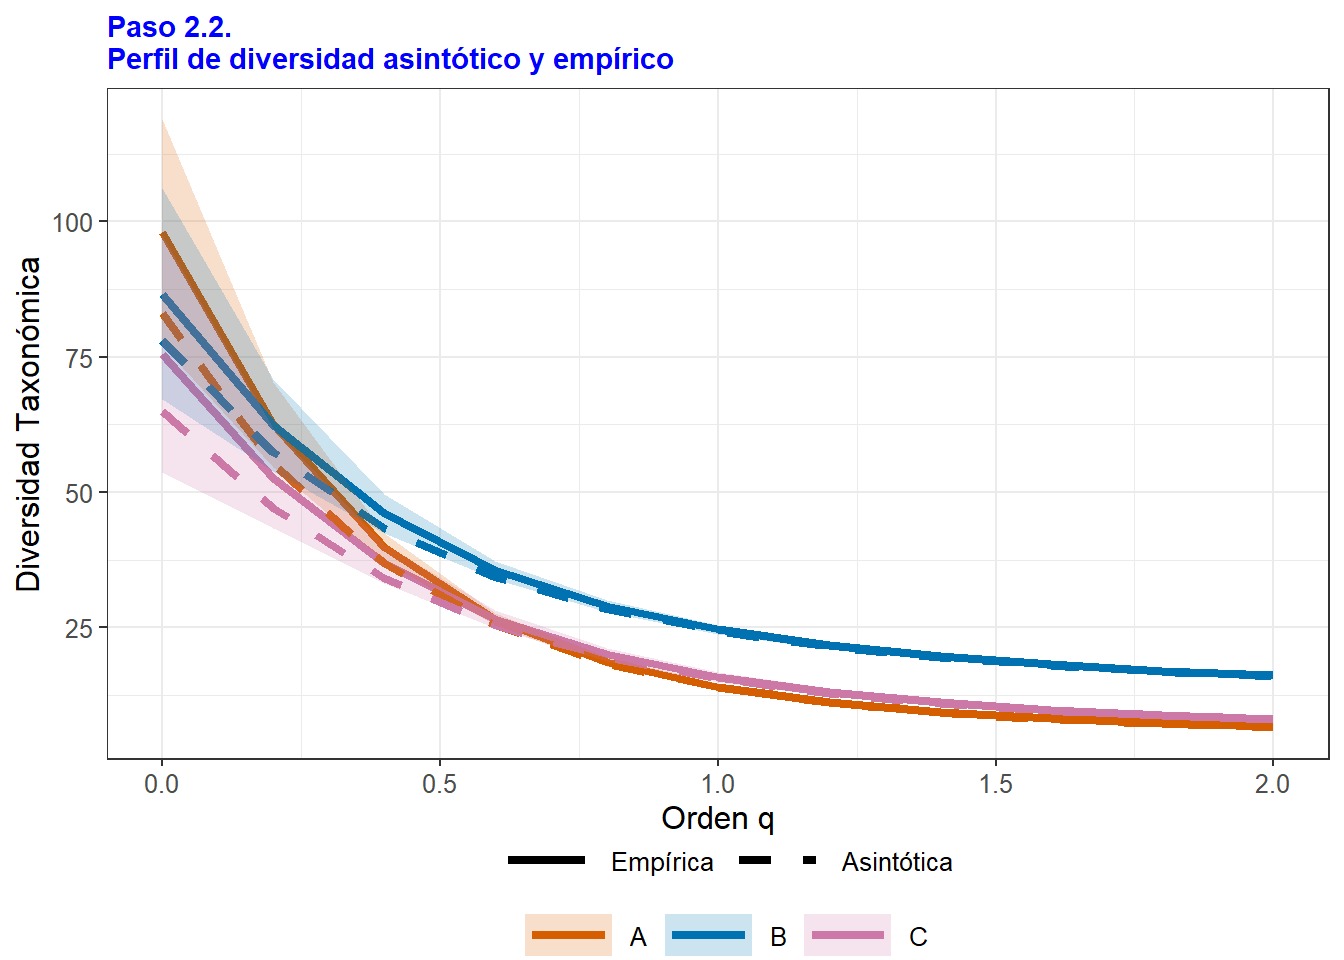 Paso 2.2.
Perfil de diversidad asintótico y empírico
Diversidad Taxonómica
100
75
50
25
0.0 0.5 1.0 1.5 2.0
Orden q
Empírica Asintótica
A B C